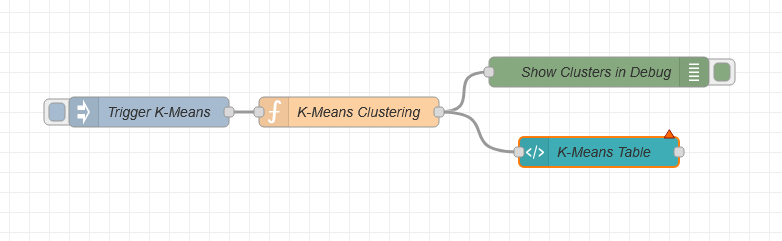 Show Clusters in Debug
Trigger K-Means
K-Means Clustering
K-Means Table